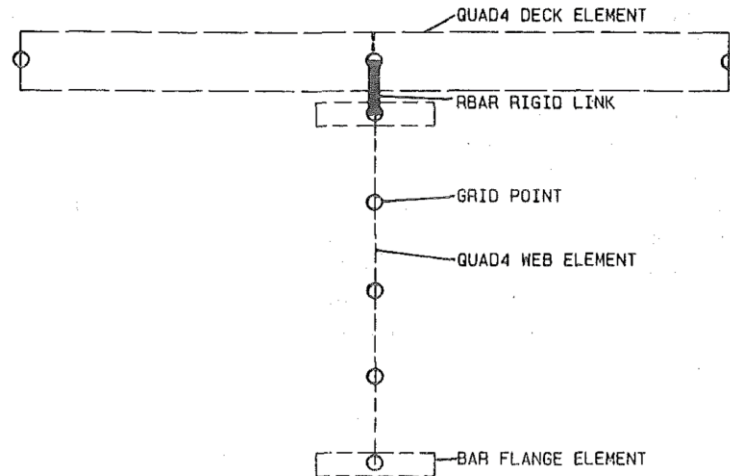 QUAD4 DECK ELEMENT
RBAR RIGID LINK
GRID POINT
QUAD4 WEB ELEMENT
BAR FLANGE ELEMENT